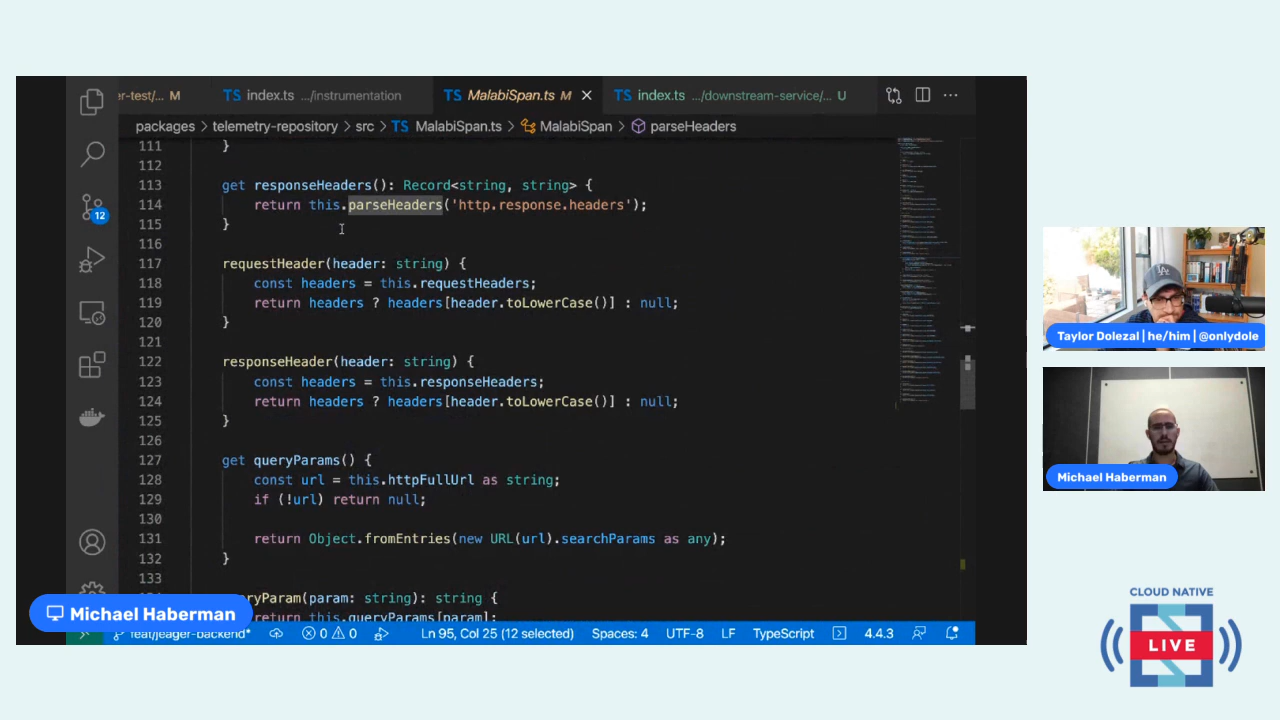 er-test/... M
TS index.ts .../instrumentation
TS MalabiSpan.ts M
TS index.ts .../downstream-service/... U
packages > telemetry-repository > src > TS MalabiSpan.ts > MalabiSpan > parseHeaders
111 }
112
113 get responseHeaders(): Record<string, string> {
114 return this.parseHeaders('http.response.headers');
115 }
116
117 requestHeader(header: string) {
118 const headers = this.requestHeaders;
119 return headers ? headers[header.toLowerCase()] : null;
120 }
121
122 responseHeader(header: string) {
123 const headers = this.responseHeaders;
124 return headers ? headers[header.toLowerCase()] : null;
125 }
126
127 get queryParams() {
128 const url = this.httpFullUrl as string;
129 if (!url) return null;
130
131 return Object.fromEntries(new URL(url).searchParams as any);
132 }
133
queryParam(param: string): string {
return this.queryParams[param];
12
Michael Haberman
feat/jeager-backend*
0 0
Ln 95, Col 25 (12 selected)
Spaces: 4
UTF-8
LF
TypeScript
4.4.3
Taylor Dolezal | he/him | @onlydole
Michael Haberman
CLOUD NATIVE
LIVE